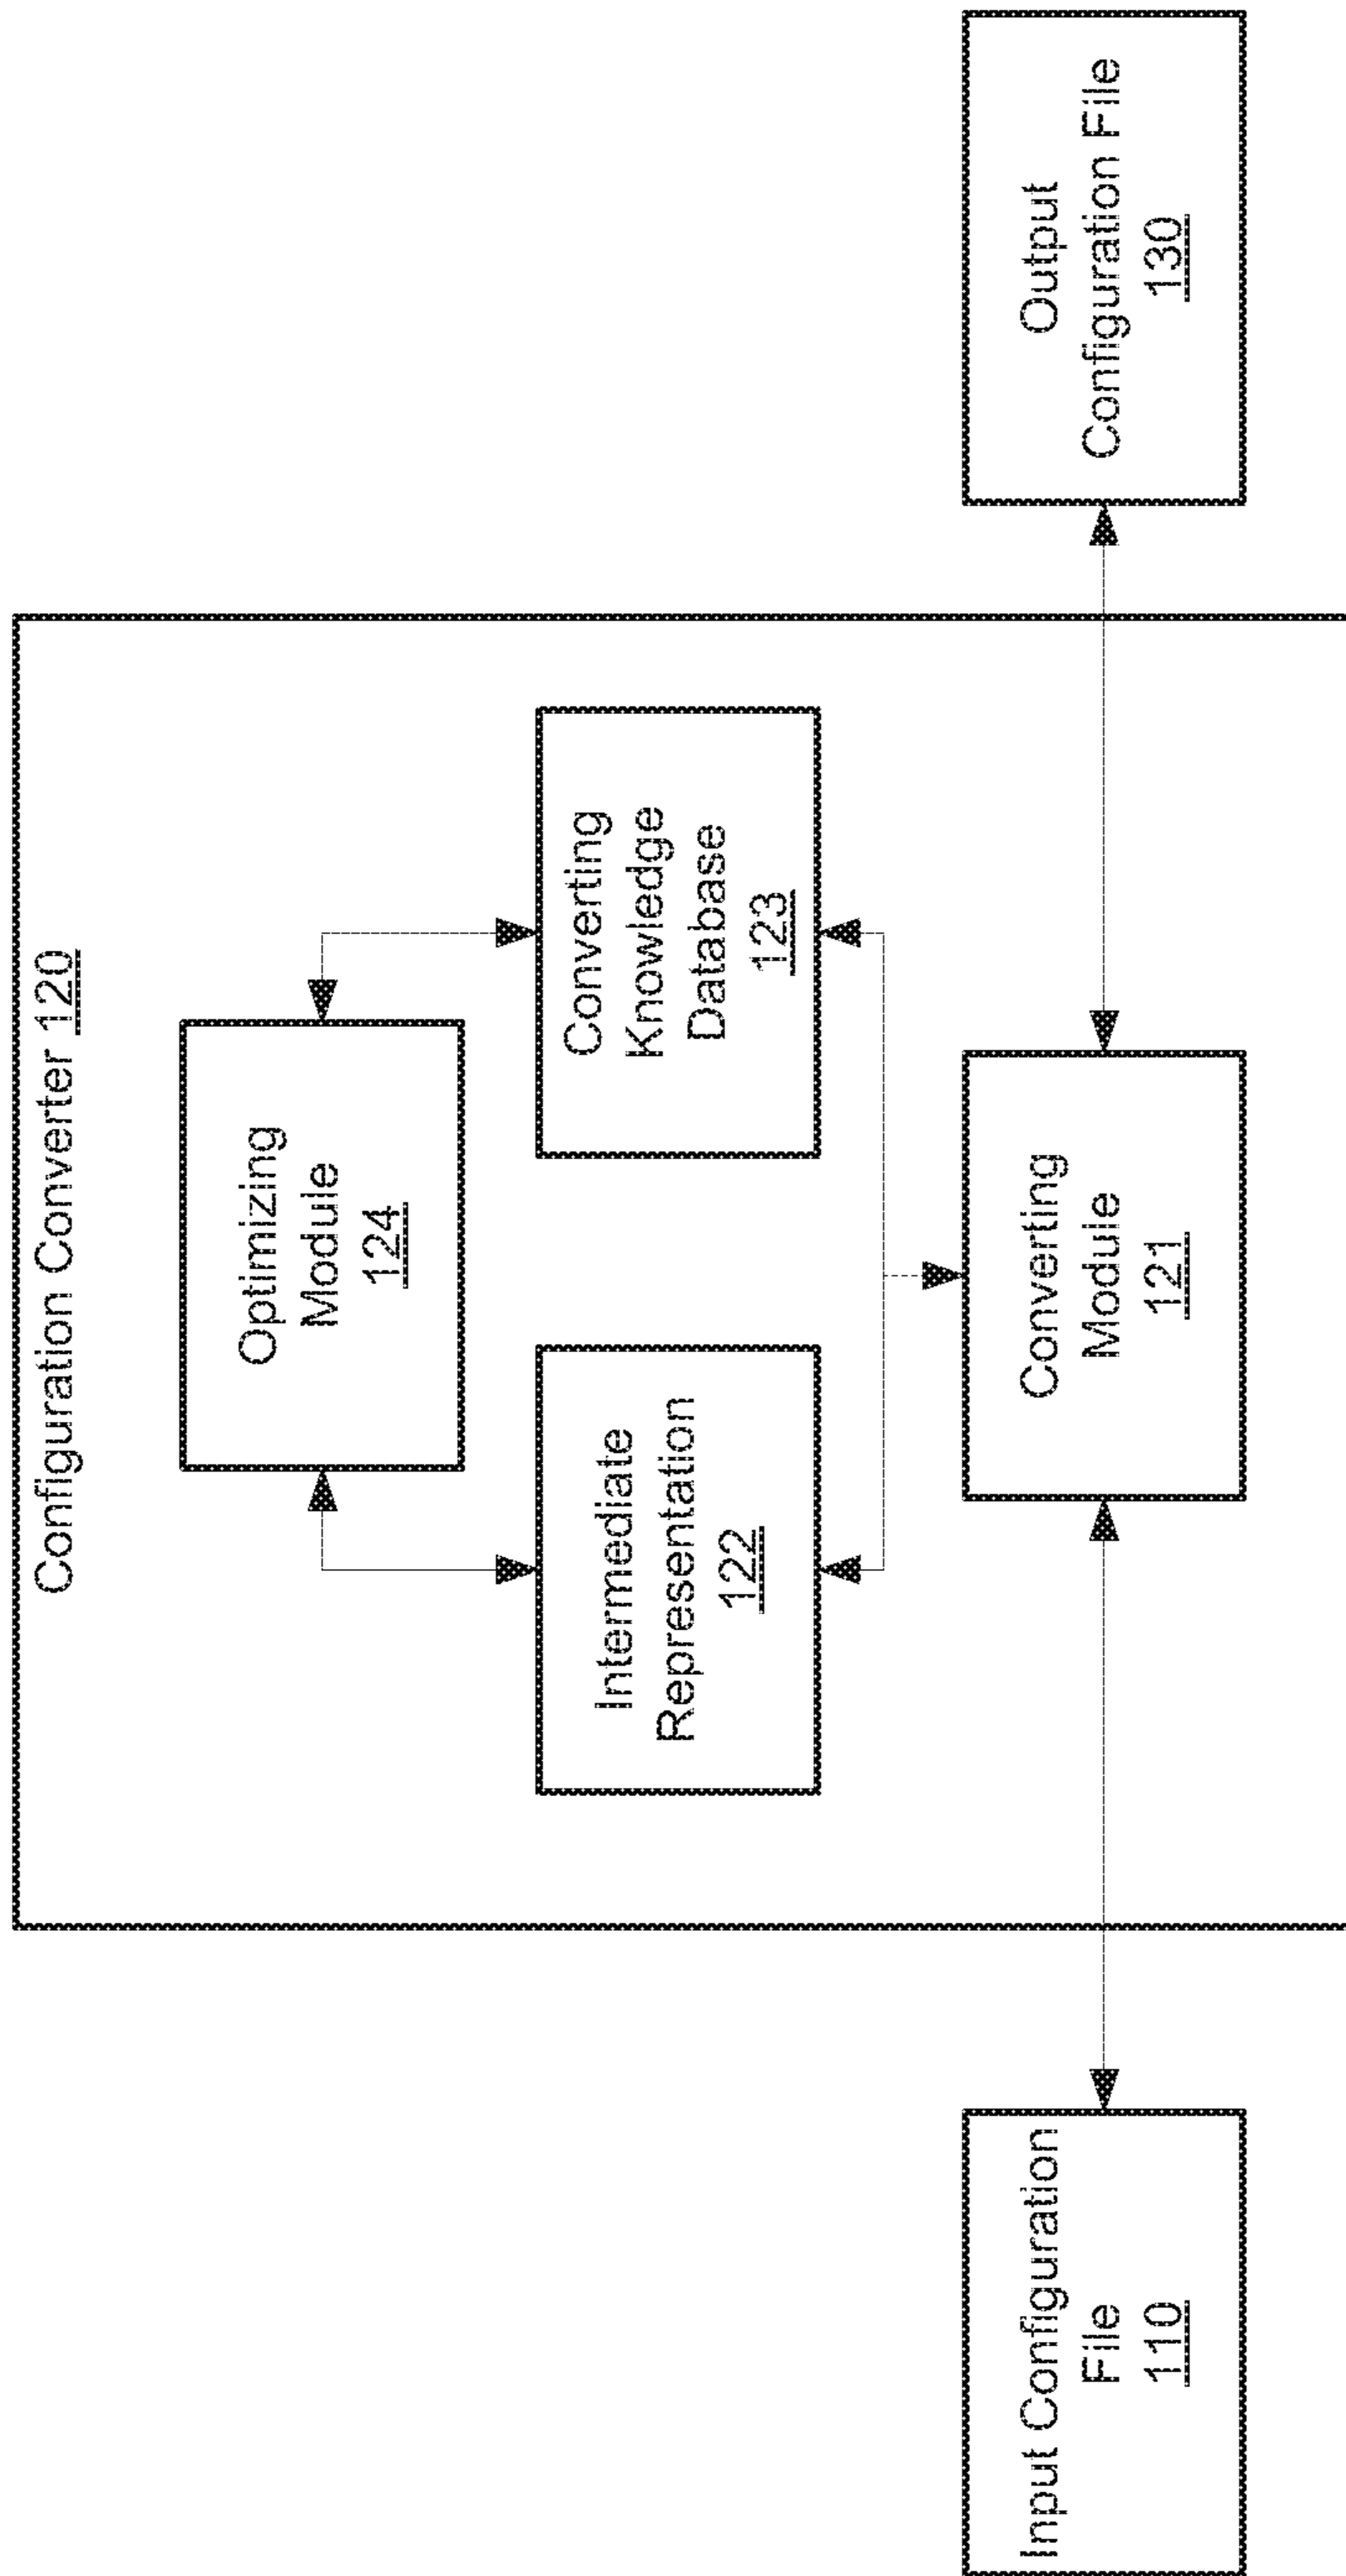 Configuration Converter 120
Optimizing
Module
124
Intermediate
Representation
122
Converting
Knowledge
Database
123
Input Configuration
File
110
Converting
Module
121
Output
Configuration File
130